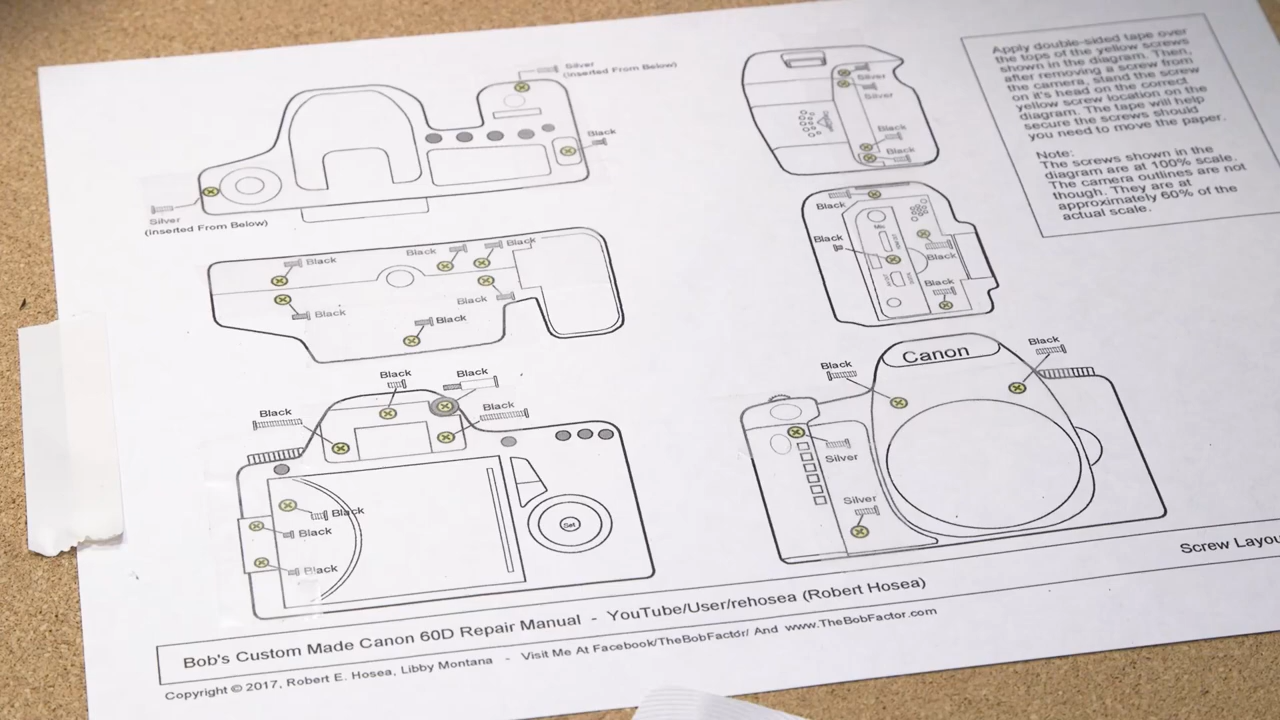 Silver
(Inserted From Below)
Black
Silver
(Inserted From Below)
Silver
Silver
Black
Black
Apply double-sided tape over
the tops of the yellow screws
shown in the diagram. Then,
after removing a screw from
the camera, stand the screw
on it's head on the correct
yellow screw location on the
diagram. The tape will help
secure the screws should
you need to move the paper.
Note:
The screws shown in the
diagram are at 100% scale.
The camera outlines are not
though. They are at
approximately 60% of the
actual scale.
Black
Black
Black
Black
Black
Black
Black
Black
Black
Mic
Black
Black
Black
Black
Black
Black
Black
Black
Black
Black
Set
Black
Black
Canon
Silver
Silver
Screw Layou
Bob's Custom Made Canon 60D Repair Manual - YouTube/User/rehosea (Robert Hosea)
Copyright © 2017, Robert E. Hosea, Libby Montana - Visit Me At Facebook/TheBobFactor/ And www.TheBobFactor.com